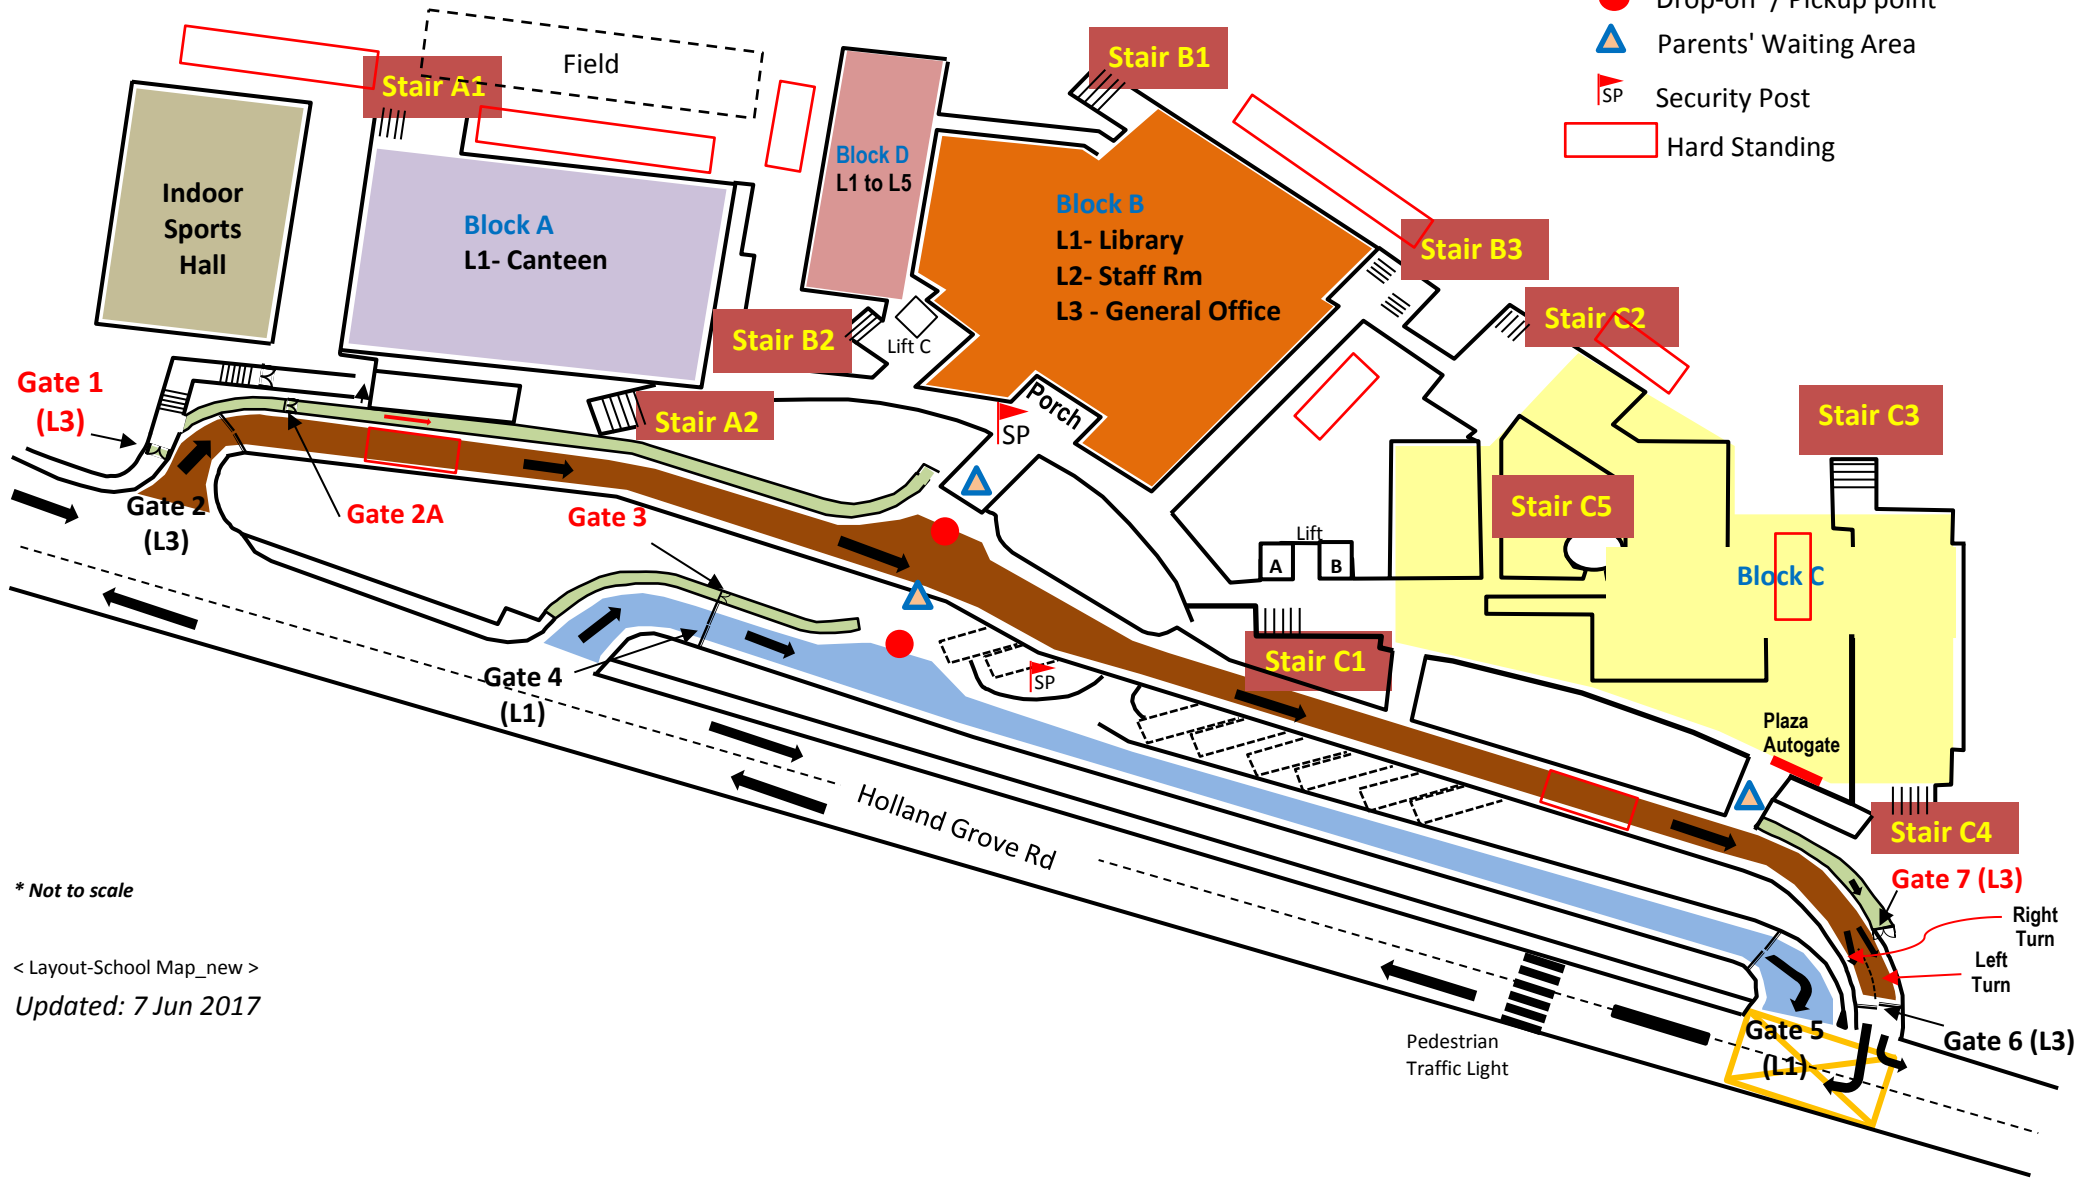 Drop-off / Pickup point
Parents' Waiting Area
SP
Security Post
Hard Standing
Field
Stair A1
Stair B1
Block D
L1 to L5
Indoor
Sports
Hall
Block A
L1- Canteen
Block B
L1- Library
L2- Staff Rm
L3 - General Office
Stair B3
Stair C2
Stair B2
Lift C
Gate 1
(L3)
Stair A2
Porch
SP
Stair C3
Gate 2
(L3)
Gate 2A
Gate 3
Stair C5
Lift
A
B
Block C
Gate 4
(L1)
SP
Stair C1
Plaza
Autogate
Stair C4
Holland Grove Rd
Gate 7 (L3)
Right
Turn
Left
Turn
* Not to scale
< Layout-School Map_new >
Updated: 7 Jun 2017
Pedestrian
Traffic Light
Gate 5
(L1)
Gate 6 (L3)